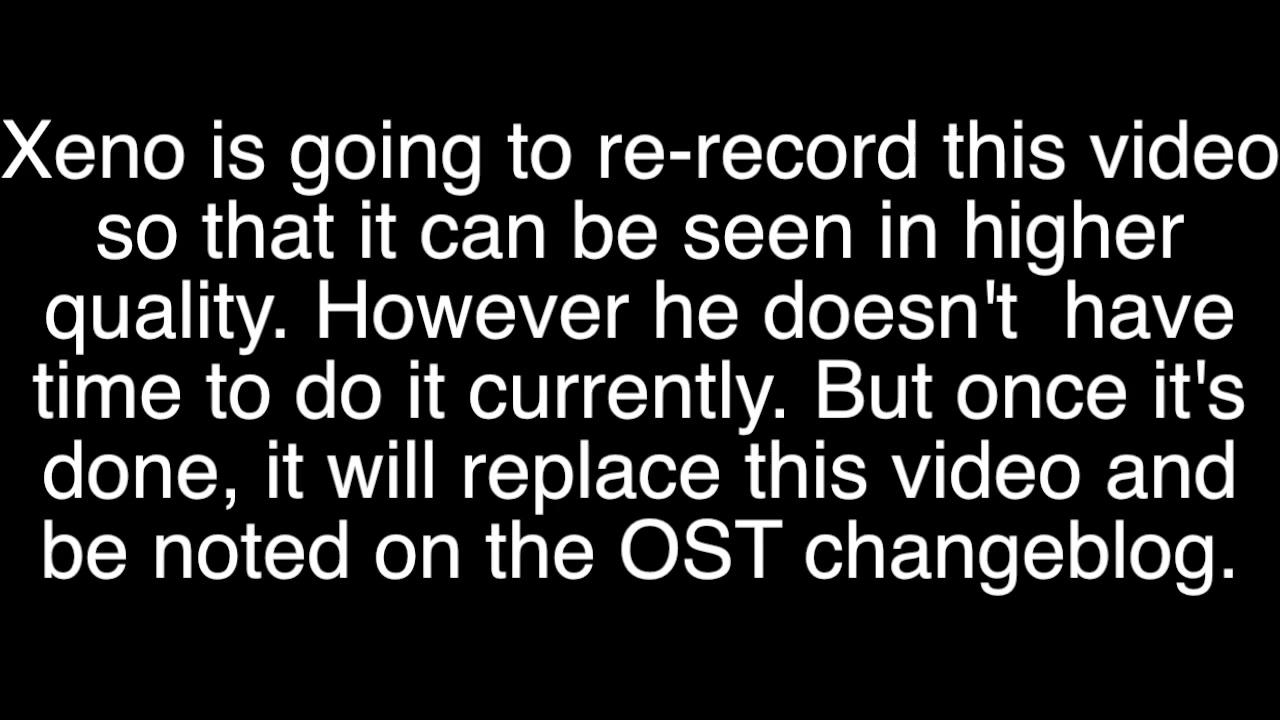 Xeno is going to re-record this video
so that it can be seen in higher
quality. However he doesn't  have
time to do it currently. But once it's
done, it will replace this video and
be noted on the OST changeblog.